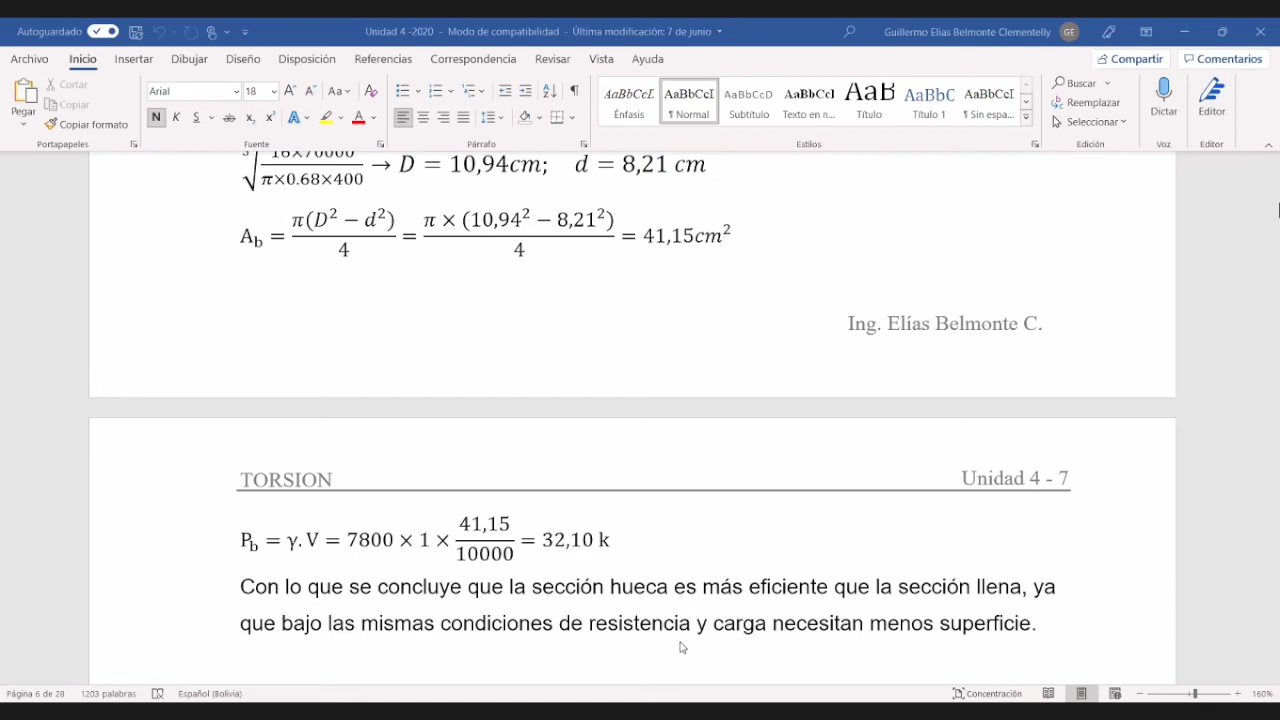 Autoguardado
Unidad 4 -2020 - Modo de compatibilidad - Última modificación: 7 de junio
Guillermo Elías Belmonte Clementelly GE
Archivo Inicio Insertar Dibujar Diseño Disposición Referencias Correspondencia Revisar Vista Ayuda Compartir Comentarios
Pegar
Cortar
Copiar
Copiar formato
Portapapeles
Arial 18
N K S
Fuente
Párrafo
AaBbCcL Énfasis
AaBbCcI ¶ Normal
AaBbCcD Subtítulo
AaBbCcI Texto en n...
AaB Título
AaBbC Título 1
AaBbCcI ¶ Sin espa...
Estilos
Buscar
Reemplazar
Seleccionar
Edición
Dictar
Voz
Editor
Editor
∛(16×70000 / π×0.68×400) → D = 10,94cm; d = 8,21 cm
A_b = π(D² − d²)/4 = π × (10,94² − 8,21²)/4 = 41,15cm²
Ing. Elías Belmonte C.
TORSION Unidad 4 - 7
P_b = γ. V = 7800 × 1 × 41,15/10000 = 32,10 k
Con lo que se concluye que la sección hueca es más eficiente que la sección llena, ya
que bajo las mismas condiciones de resistencia y carga necesitan menos superficie.
Página 6 de 28 1203 palabras Español (Bolivia) Concentración 160%